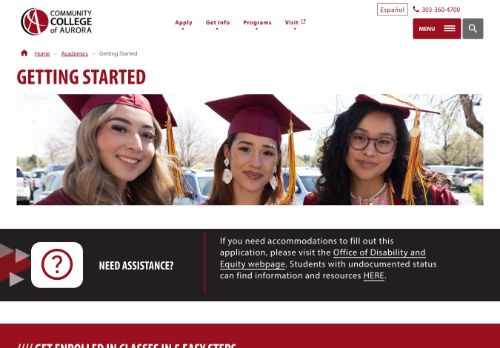 Español
303-360-4700
COMMUNITY
COLLEGE
of AURORA
Apply
Get Info
Programs
Visit
MENU
Home – Academics – Getting Started
GETTING STARTED
NEED ASSISTANCE?
If you need accommodations to fill out this
application, please visit the Office of Disability and
Equity webpage. Students with undocumented status
can find information and resources HERE.
//// GET ENROLLED IN CLASSES IN 5 EASY STEPS